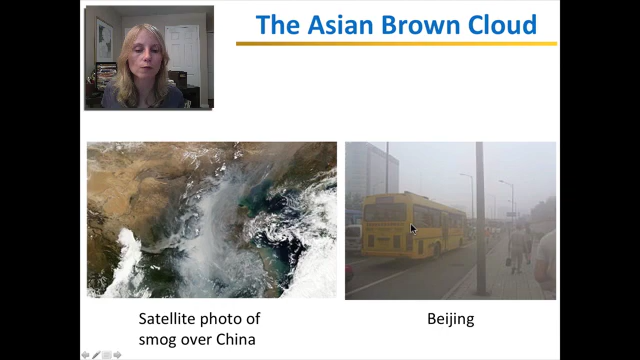 The Asian Brown Cloud
Satellite photo of
smog over China
Beijing